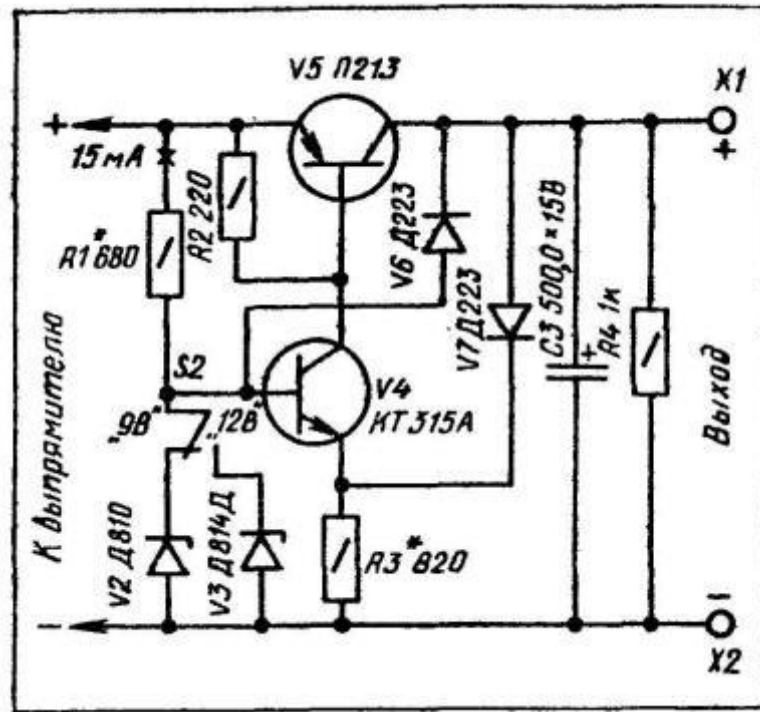 V5 П213
X1
+
+
15мА
R1*680
R2 220
V6 Д223
V7 Д223
C3 500,0×15В
+
R4 1к
К выпрямителю
S2
„9В"
„12В"
V4
КТ315А
Выход
V2 Д810
V3 Д814Д
R3*820
–
–
X2